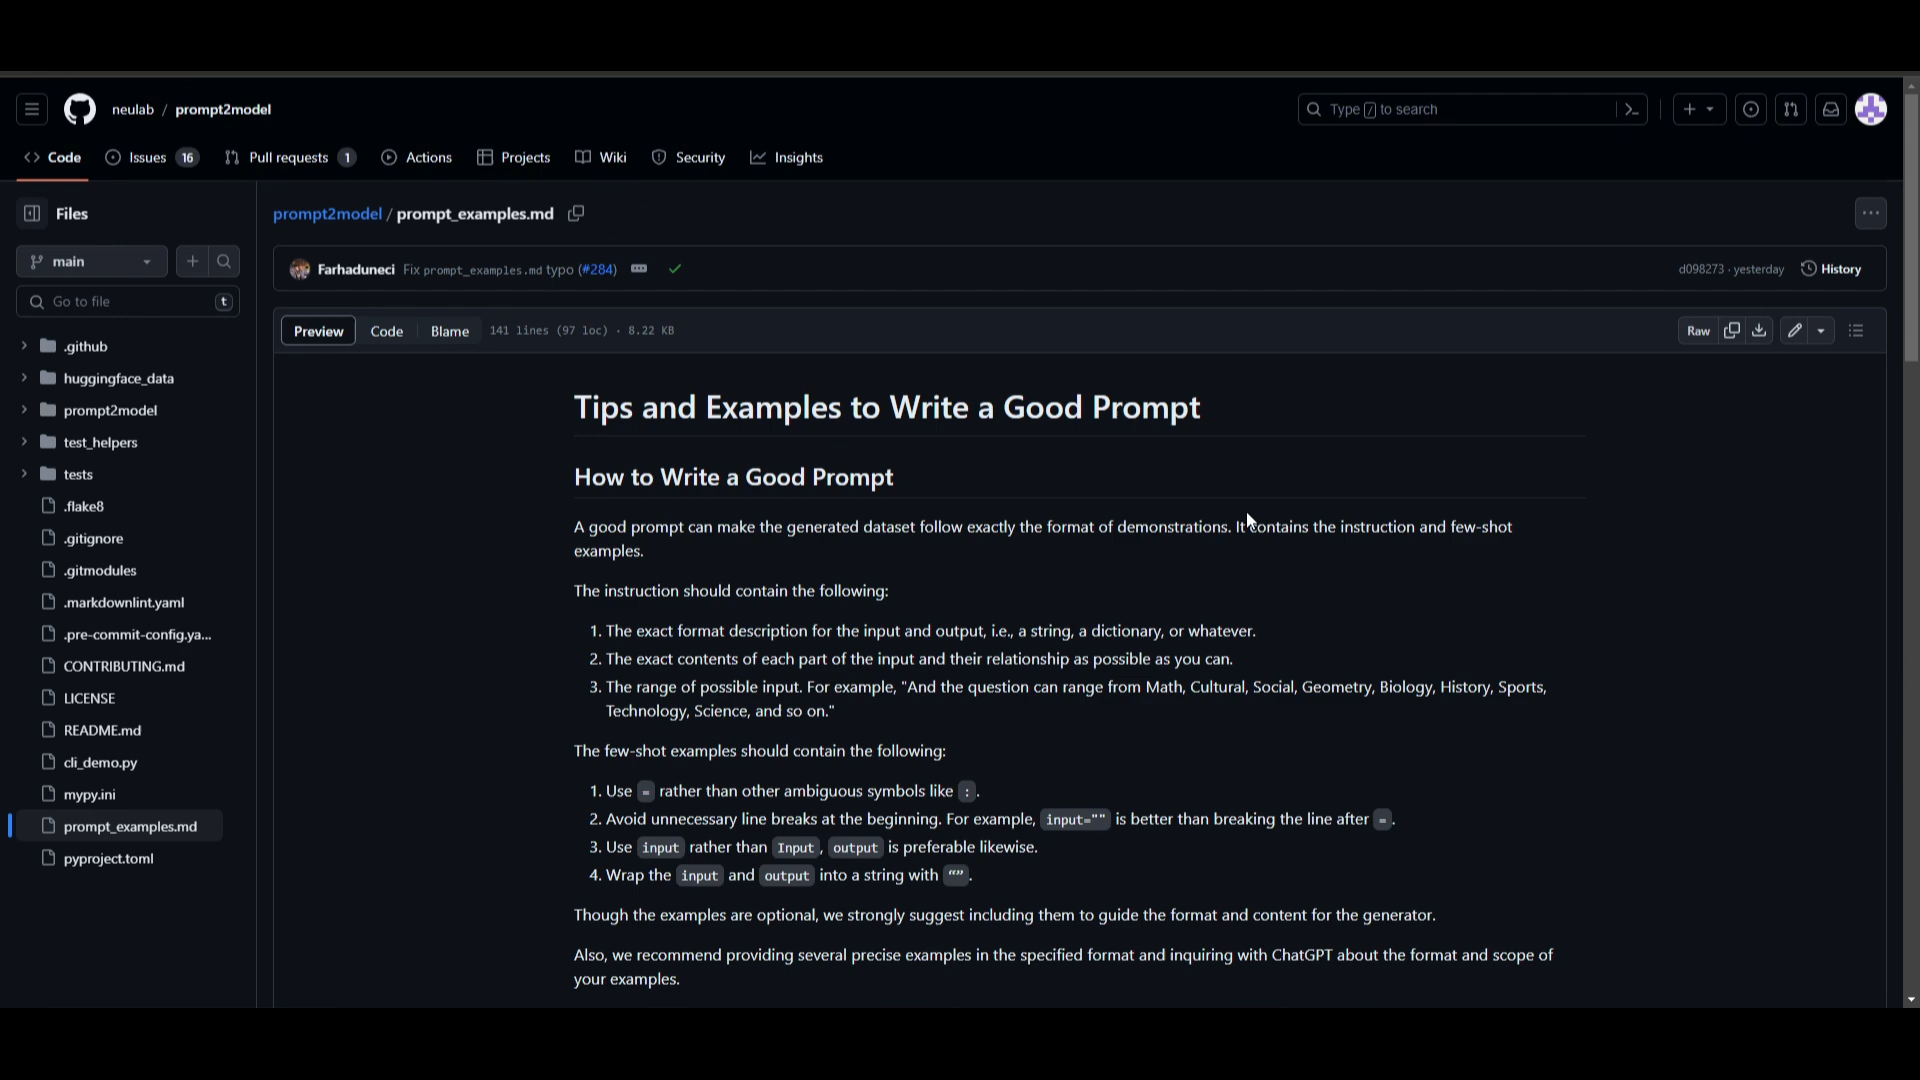 neulab / prompt2model
Type / to search
Code Issues 16 Pull requests 1 Actions Projects Wiki Security Insights
Files
main
Go to file t
.github
huggingface_data
prompt2model
test_helpers
tests
.flake8
.gitignore
.gitmodules
.markdownlint.yaml
.pre-commit-config.ya...
CONTRIBUTING.md
LICENSE
README.md
cli_demo.py
mypy.ini
prompt_examples.md
pyproject.toml
prompt2model / prompt_examples.md
Farhaduneci Fix prompt_examples.md typo (#284)
d098273 · yesterday History
Preview Code Blame 141 lines (97 loc) · 8.22 KB
Raw
Tips and Examples to Write a Good Prompt
How to Write a Good Prompt
A good prompt can make the generated dataset follow exactly the format of demonstrations. It contains the instruction and few-shot
examples.
The instruction should contain the following:
1. The exact format description for the input and output, i.e., a string, a dictionary, or whatever.
2. The exact contents of each part of the input and their relationship as possible as you can.
3. The range of possible input. For example, "And the question can range from Math, Cultural, Social, Geometry, Biology, History, Sports,
Technology, Science, and so on."
The few-shot examples should contain the following:
1. Use = rather than other ambiguous symbols like : .
2. Avoid unnecessary line breaks at the beginning. For example, input="" is better than breaking the line after = .
3. Use input rather than Input , output is preferable likewise.
4. Wrap the input and output into a string with “” .
Though the examples are optional, we strongly suggest including them to guide the format and content for the generator.
Also, we recommend providing several precise examples in the specified format and inquiring with ChatGPT about the format and scope of
your examples.